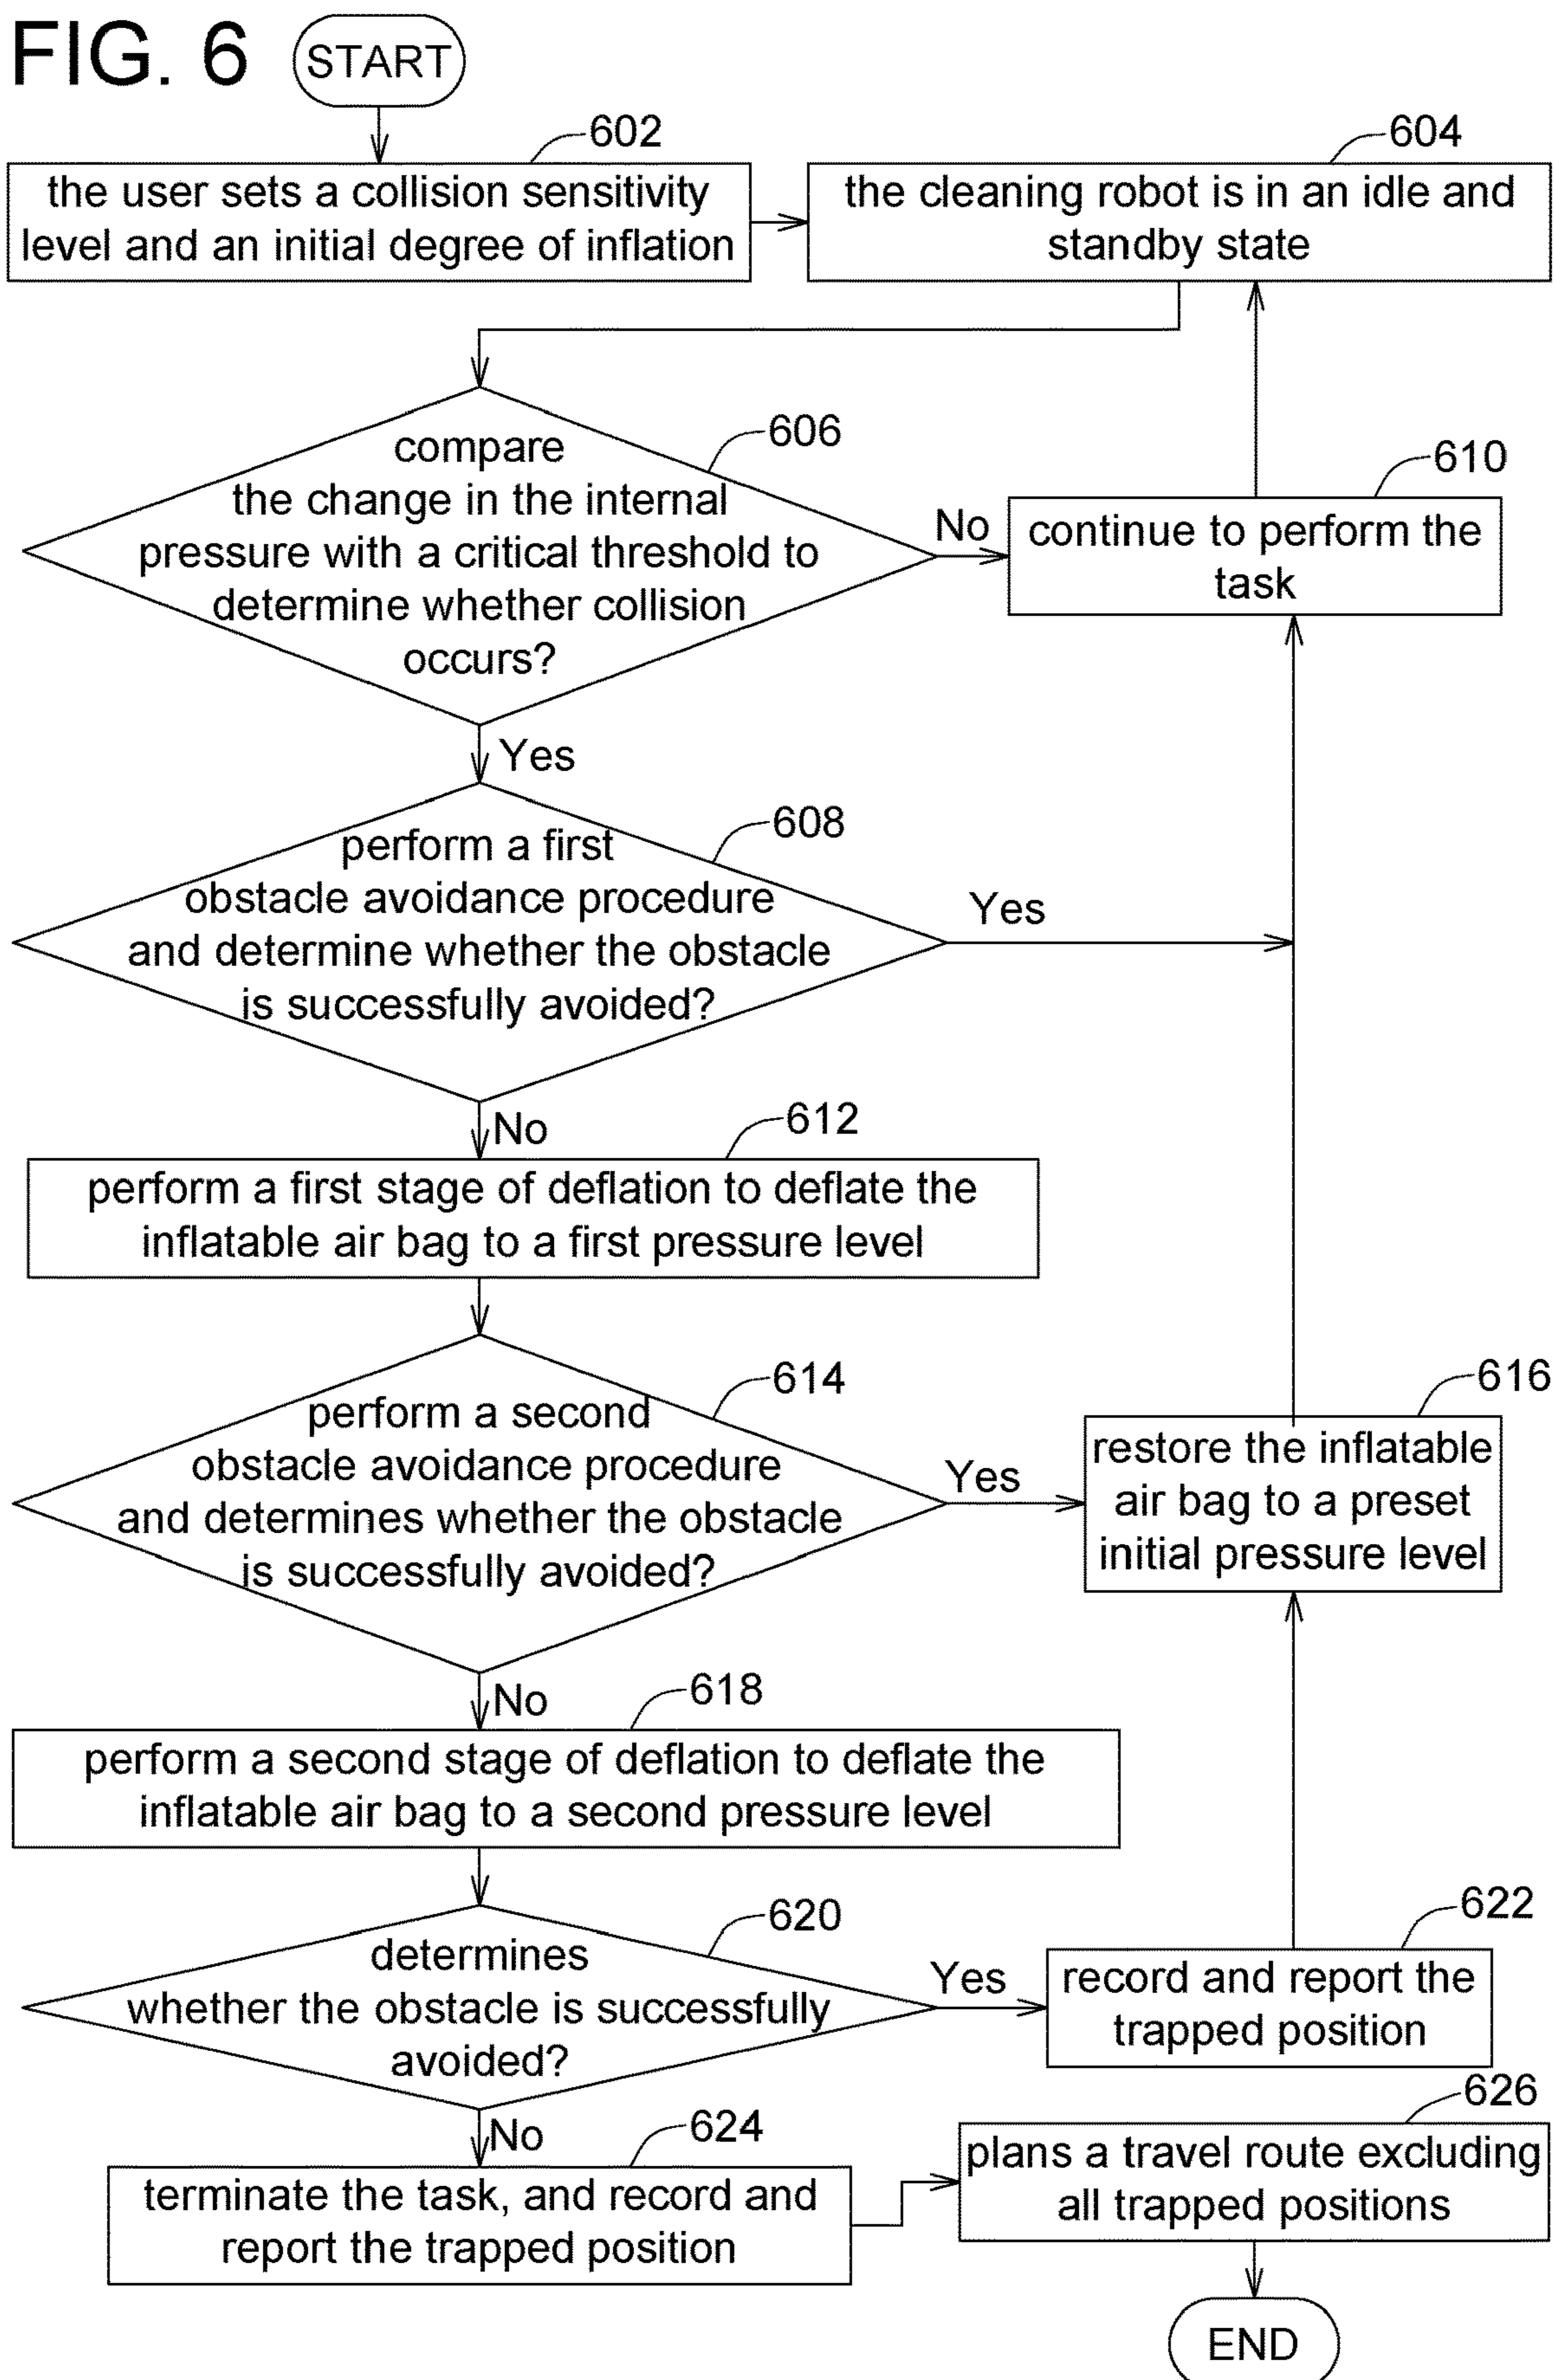 FIG. 6
START
602
the user sets a collision sensitivity
level and an initial degree of inflation
604
the cleaning robot is in an idle and
standby state
606
compare
the change in the internal
pressure with a critical threshold to
determine whether collision
occurs?
No
610
continue to perform the
task
Yes
608
perform a first
obstacle avoidance procedure
and determine whether the obstacle
is successfully avoided?
Yes
No
612
perform a first stage of deflation to deflate the
inflatable air bag to a first pressure level
614
perform a second
obstacle avoidance procedure
and determines whether the obstacle
is successfully avoided?
Yes
616
restore the inflatable
air bag to a preset
initial pressure level
No
618
perform a second stage of deflation to deflate the
inflatable air bag to a second pressure level
620
determines
whether the obstacle is successfully
avoided?
Yes
622
record and report the
trapped position
No
624
terminate the task, and record and
report the trapped position
626
plans a travel route excluding
all trapped positions
END